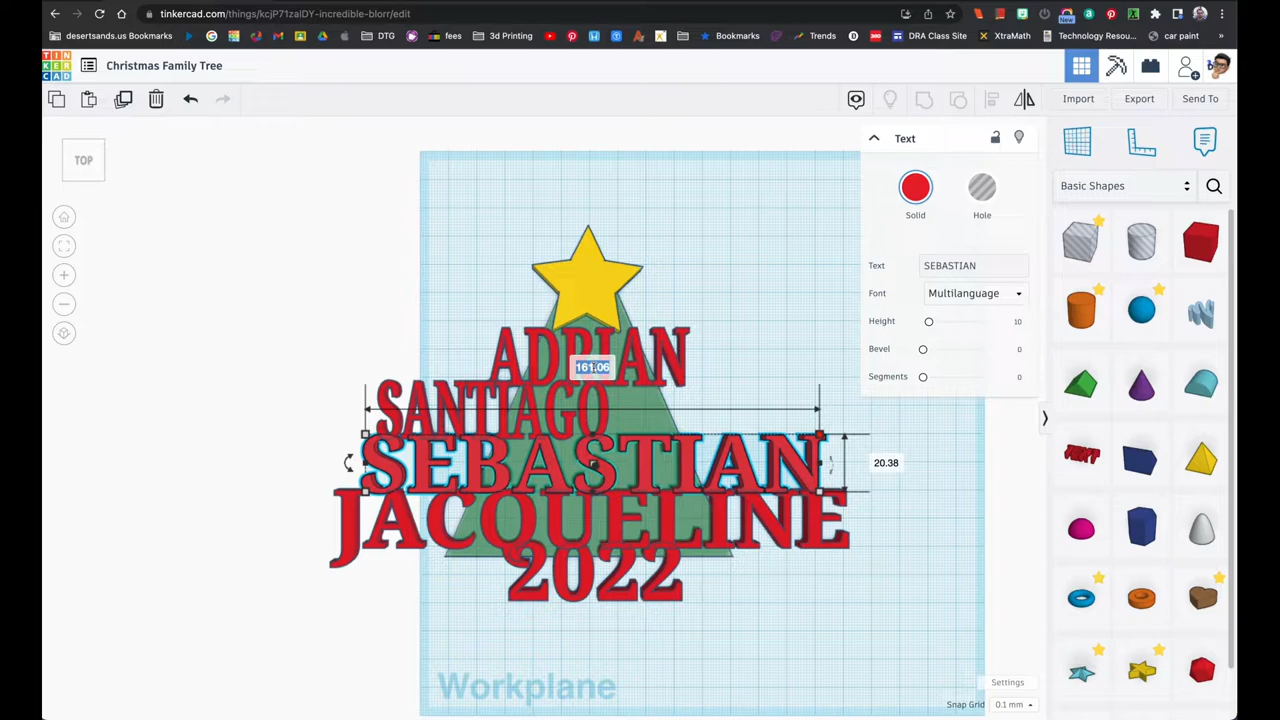 tinkercad.com/things/kcjP71zalDY-incredible-blorr/edit
desertsands.us Bookmarks
DTG
fees
3d Printing
Bookmarks
Trends
DRA Class Site
XtraMath
Technology Resou...
car paint
TIN
KER
CAD
Christmas Family Tree
Import
Export
Send To
TOP
Text
Solid
Hole
Text
SEBASTIAN
Font
Multilanguage
Height
10
Bevel
0
Segments
0
Basic Shapes
ADRIAN
161.06
SANTIAGO
SEBASTIAN
20.38
JACQUELINE
2022
Workplane
Settings
Snap Grid
0.1 mm
TEXT